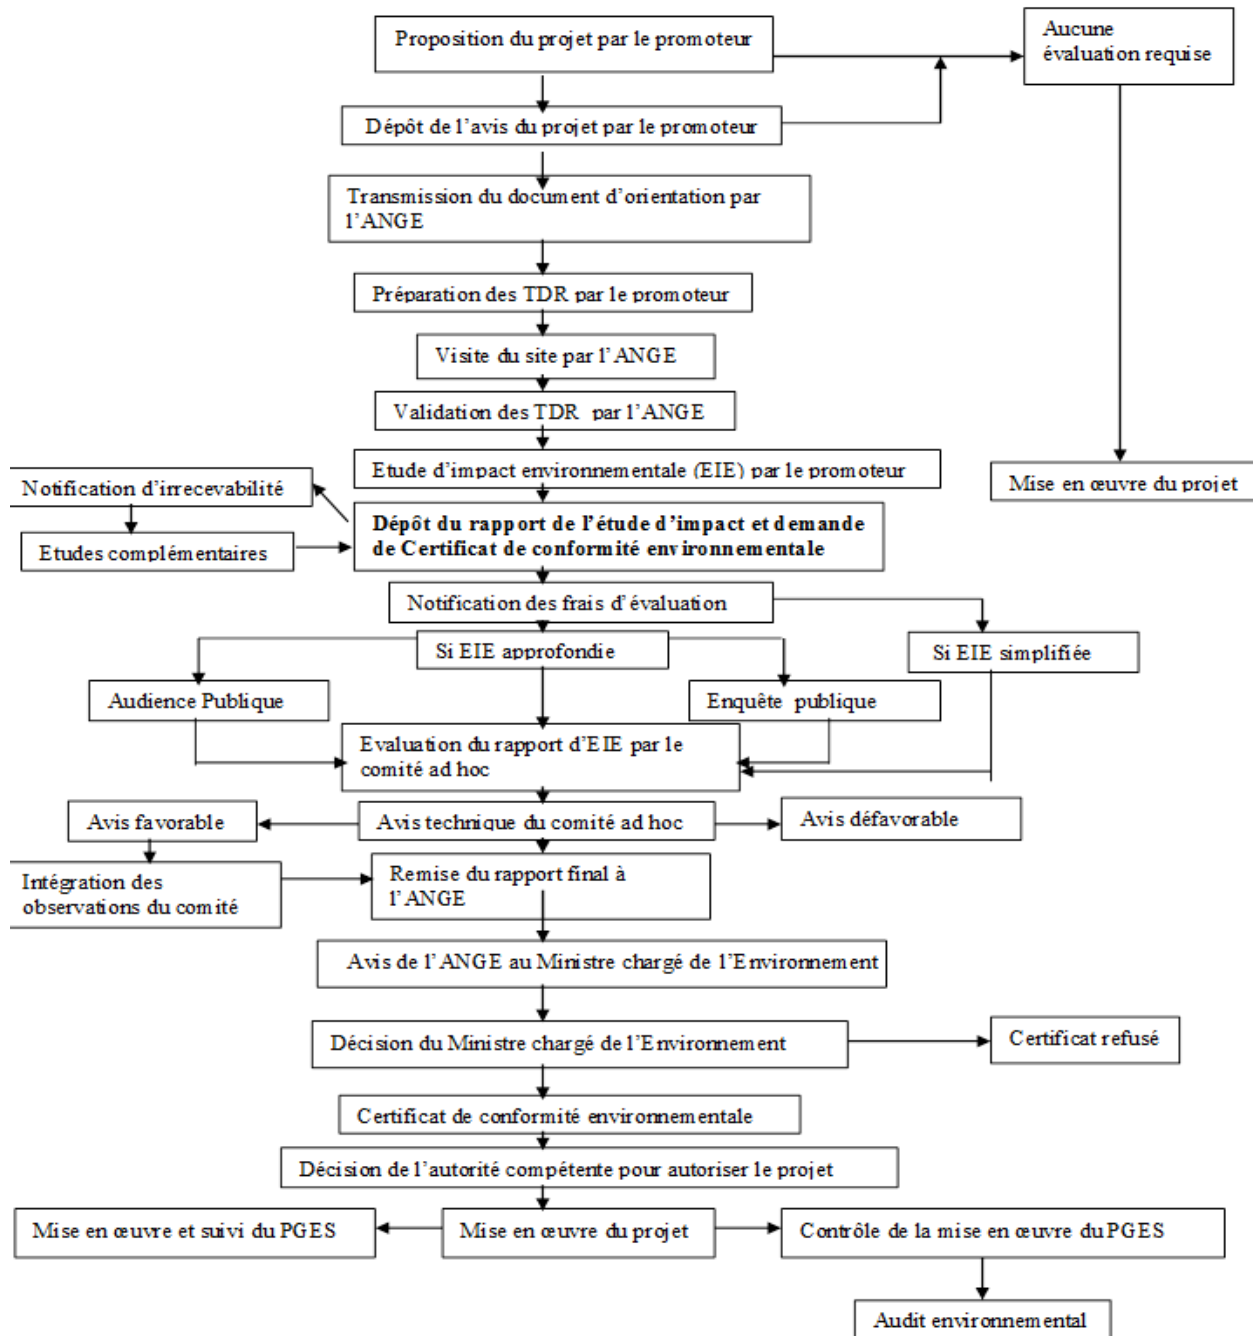 Proposition du projet par le promoteur
Aucune
évaluation requise
Dépôt de l'avis du projet par le promoteur
Transmission du document d'orientation par
l'ANGE
Préparation des TDR par le promoteur
Visite du site par l'ANGE
Validation des TDR par l'ANGE
Etude d'impact environnementale (EIE) par le promoteur
Mise en œuvre du projet
Notification d'irrecevabilité
Dépôt du rapport de l'étude d'impact et demande
de Certificat de conformité environnementale
Etudes complémentaires
Notification des frais d'évaluation
Si EIE approfondie
Si EIE simplifiée
Audience Publique
Enquête publique
Evaluation du rapport d'EIE par le
comité ad hoc
Avis favorable
Avis technique du comité ad hoc
Avis défavorable
Intégration des
observations du comité
Remise du rapport final à
l'ANGE
Avis de l'ANGE au Ministre chargé de l'Environnement
Décision du Ministre chargé de l'Environnement
Certificat refusé
Certificat de conformité environnementale
Décision de l'autorité compétente pour autoriser le projet
Mise en œuvre et suivi du PGES
Mise en œuvre du projet
Contrôle de la mise en œuvre du PGES
Audit environnemental